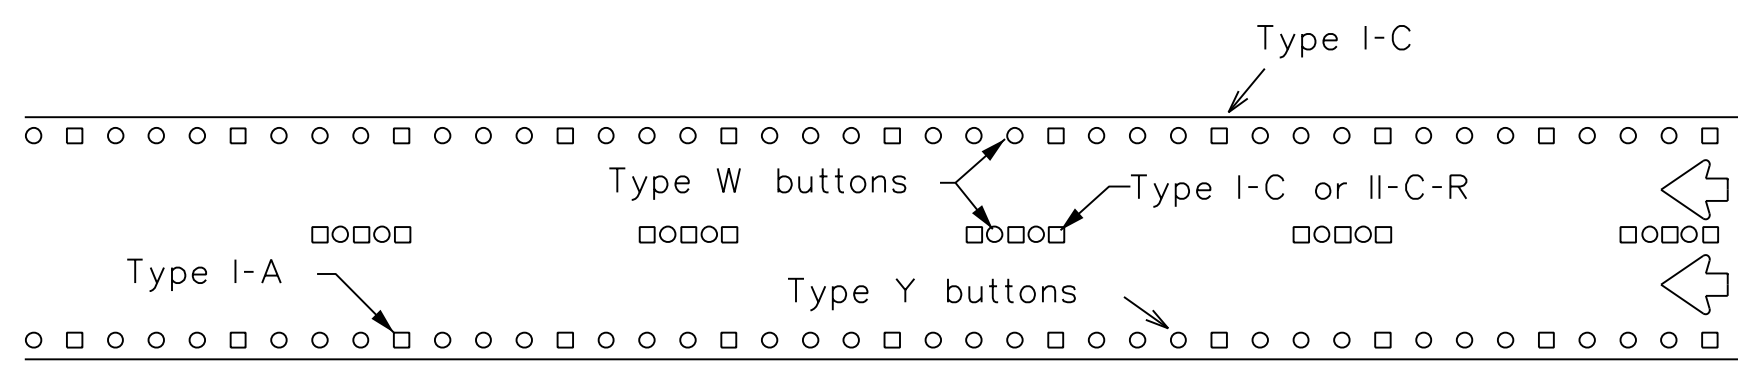 Type I-C
Type W buttons
Type I-C or II-C-R
Type I-A
Type Y buttons